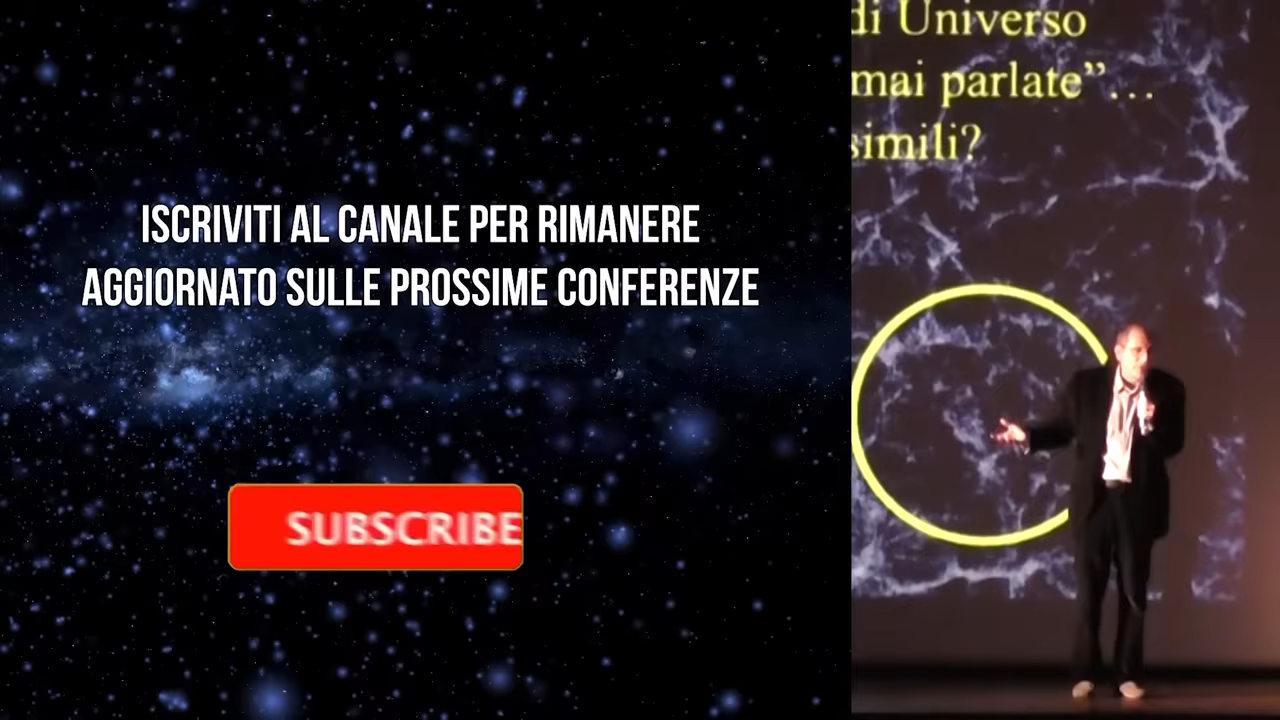 ISCRIVITI AL CANALE PER RIMANERE
AGGIORNATO SULLE PROSSIME CONFERENZE
SUBSCRIBE
di Universo
mai parlate”...
simili?